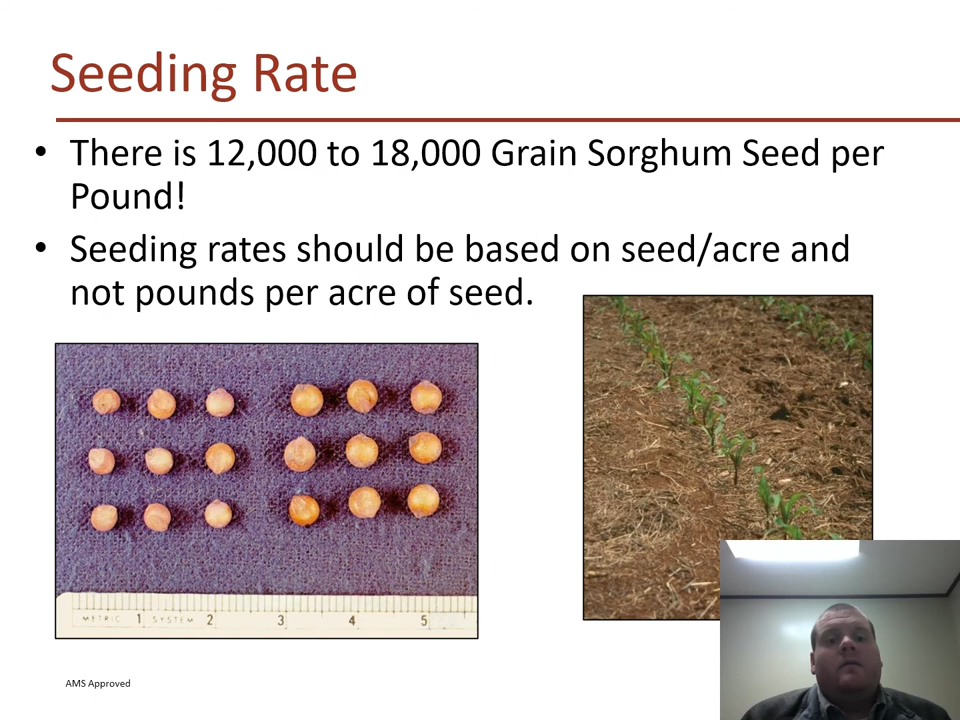 Seeding Rate
• There is 12,000 to 18,000 Grain Sorghum Seed per
Pound!
• Seeding rates should be based on seed/acre and
not pounds per acre of seed.
METRIC 1 SYSTEM 2 3 4 5
AMS Approved